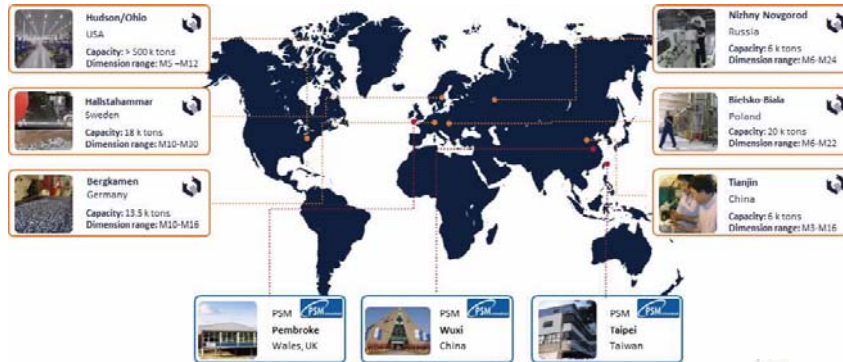 Hudson/Ohio
USA
Capacity: > 500 k tons
Dimension range: M5 –M12
Hallstahammar
Sweden
Capacity: 18 k tons
Dimension range: M10-M30
Bergkamen
Germany
Capacity: 13.5 k tons
Dimension range: M10-M16
Nizhny Novgorod
Russia
Capacity: 6 k tons
Dimension range: M6-M24
Bielsko-Biala
Poland
Capacity: 20 k tons
Dimension range: M6-M22
Tianjin
China
Capacity: 6 k tons
Dimension range: M3-M16
PSM PSM
Pembroke
Wales, UK
PSM PSM
Wuxi
China
PSM PSM
Taipei
Taiwan